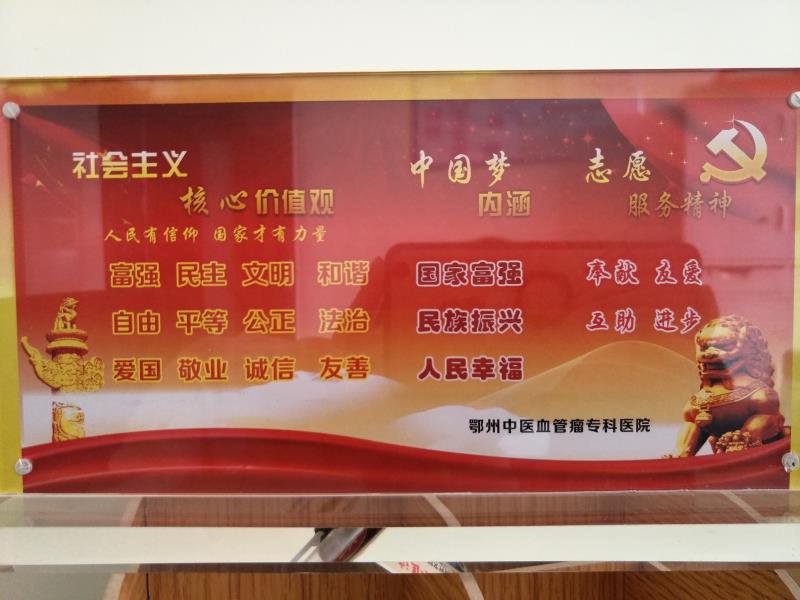 社会主义
核心价值观
人民有信仰 国家才有力量
富强 民主 文明 和谐
自由 平等 公正 法治
爱国 敬业 诚信 友善
中国梦
内涵
国家富强
民族振兴
人民幸福
志愿
服务精神
奉献 友爱
互助 进步
鄂州中医血管瘤专科医院